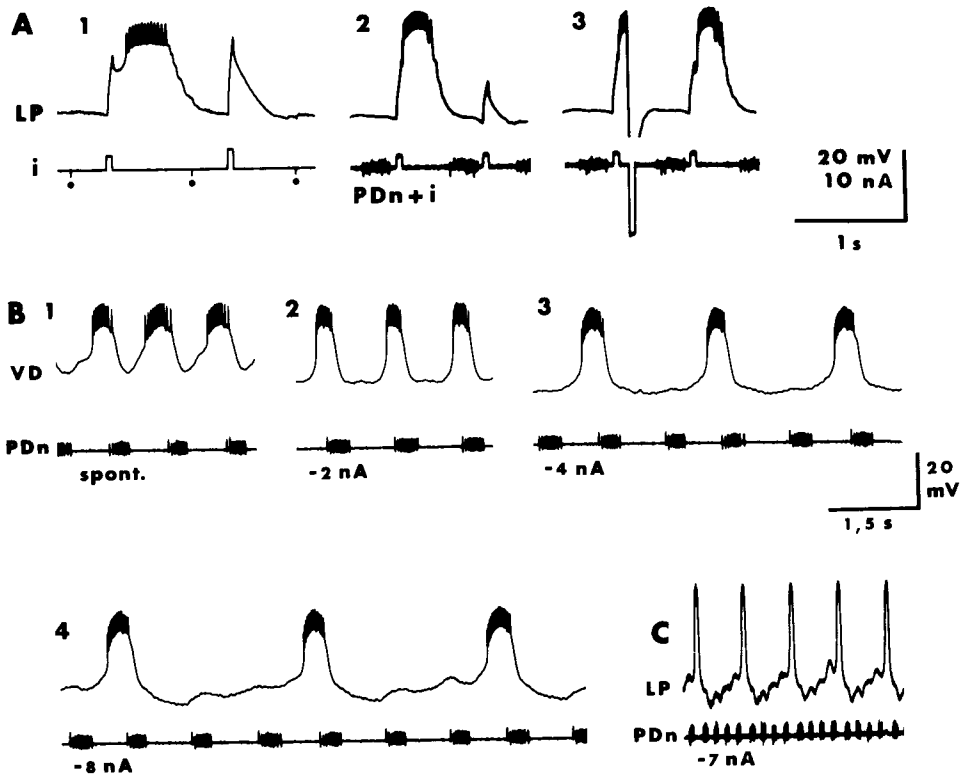 A 1 2 3
LP
i
PDn + i
20 mV
10 nA
1 s
B 1 2 3
VD
PDn
spont.
-2 nA
-4 nA
20
mV
1,5 s
4
C
LP
PDn
-8 nA
-7 nA